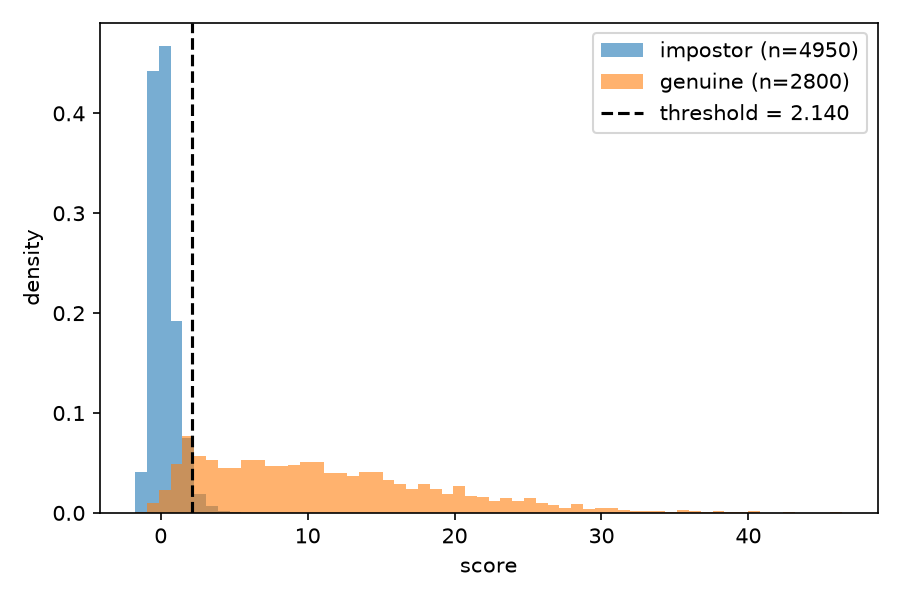 impostor (n=4950)
genuine (n=2800)
threshold = 2.140
density
0.4
0.3
0.2
0.1
0.0
0 10 20 30 40
score